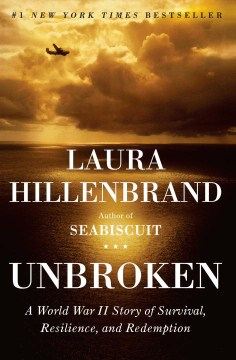 #1 NEW YORK TIMES BESTSELLER
LAURA
HILLENBRAND
Author of
SEABISCUIT
★ ★ ★
UNBROKEN
A World War II Story of Survival,
Resilience, and Redemption